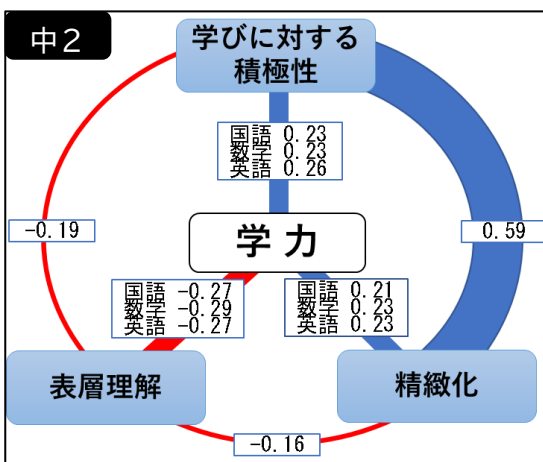 中2
学びに対する
積極性
国語 0.23
数学 0.23
英語 0.26
-0.19
学力
0.59
国語 -0.27
数学 -0.29
英語 -0.27
国語 0.21
数学 0.23
英語 0.23
表層理解
精緻化
-0.16